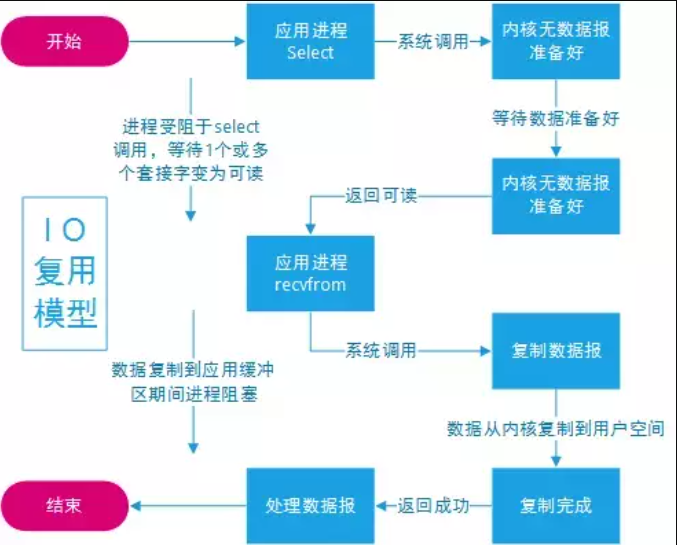 开始
应用进程
Select
系统调用
内核无数据报
准备好
等待数据准备好
进程受阻于select
调用，等待1个或多
个套接字变为可读
内核无数据报
准备好
返回可读
IO
复用
模型
应用进程
recvfrom
系统调用
复制数据报
数据复制到应用缓冲
区期间进程阻塞
数据从内核复制到用户空间
结束
处理数据报
返回成功
复制完成